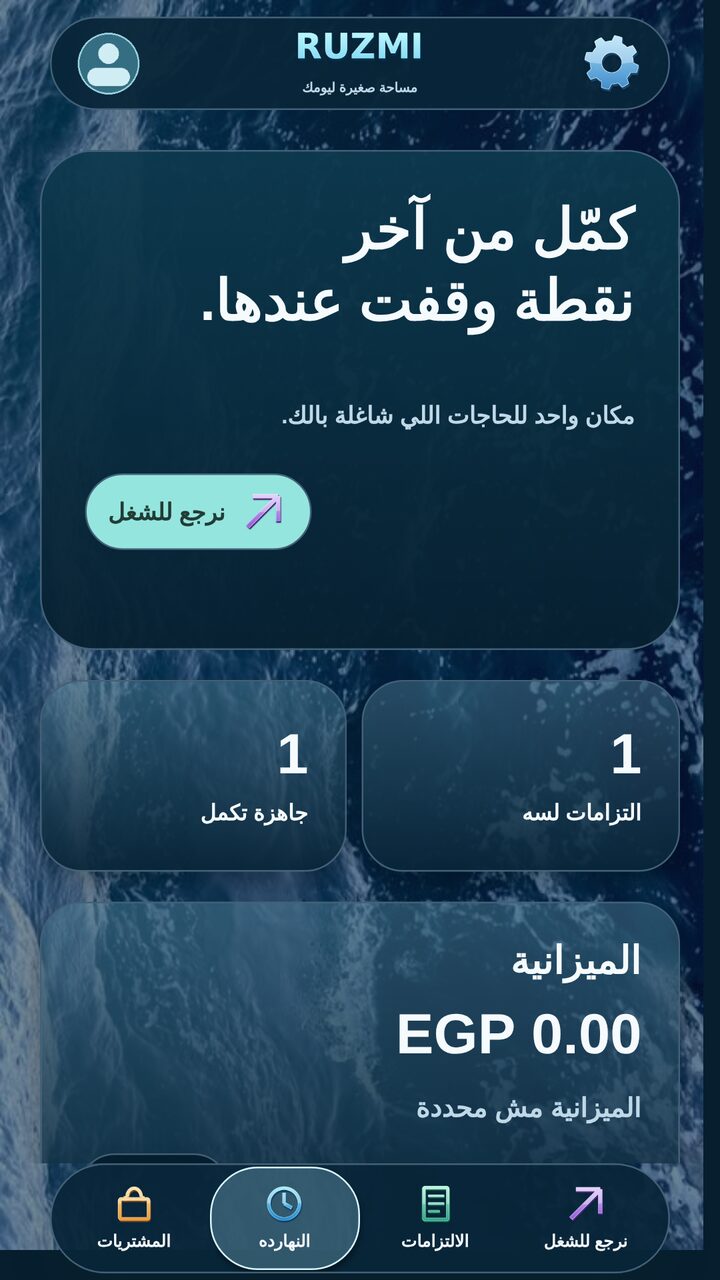 RUZMI
مساحة صغيرة ليومك
كمّل من آخر
نقطة وقفت عندها.
مكان واحد للحاجات اللي شاغلة بالك.
نرجع للشغل
1
التزامات لسه
1
جاهزة تكمل
الميزانية
EGP 0.00
الميزانية مش محددة
نرجع للشغل
الالتزامات
النهارده
المشتريات